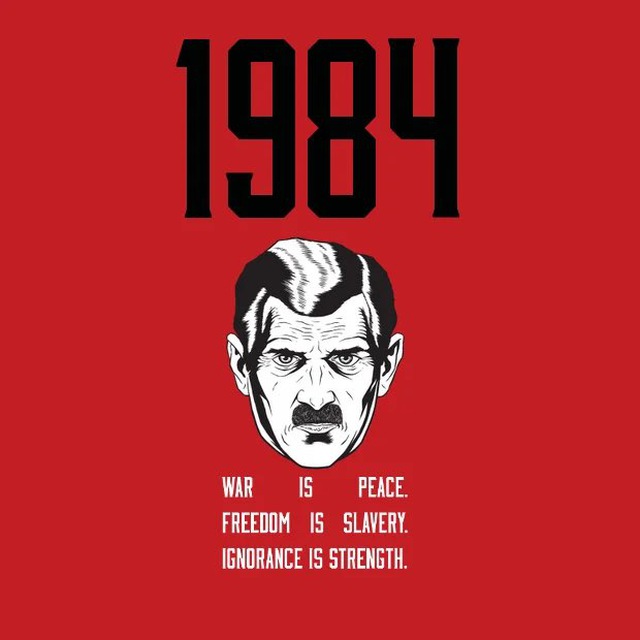 1984
WAR IS PEACE.
FREEDOM IS SLAVERY.
IGNORANCE IS STRENGTH.